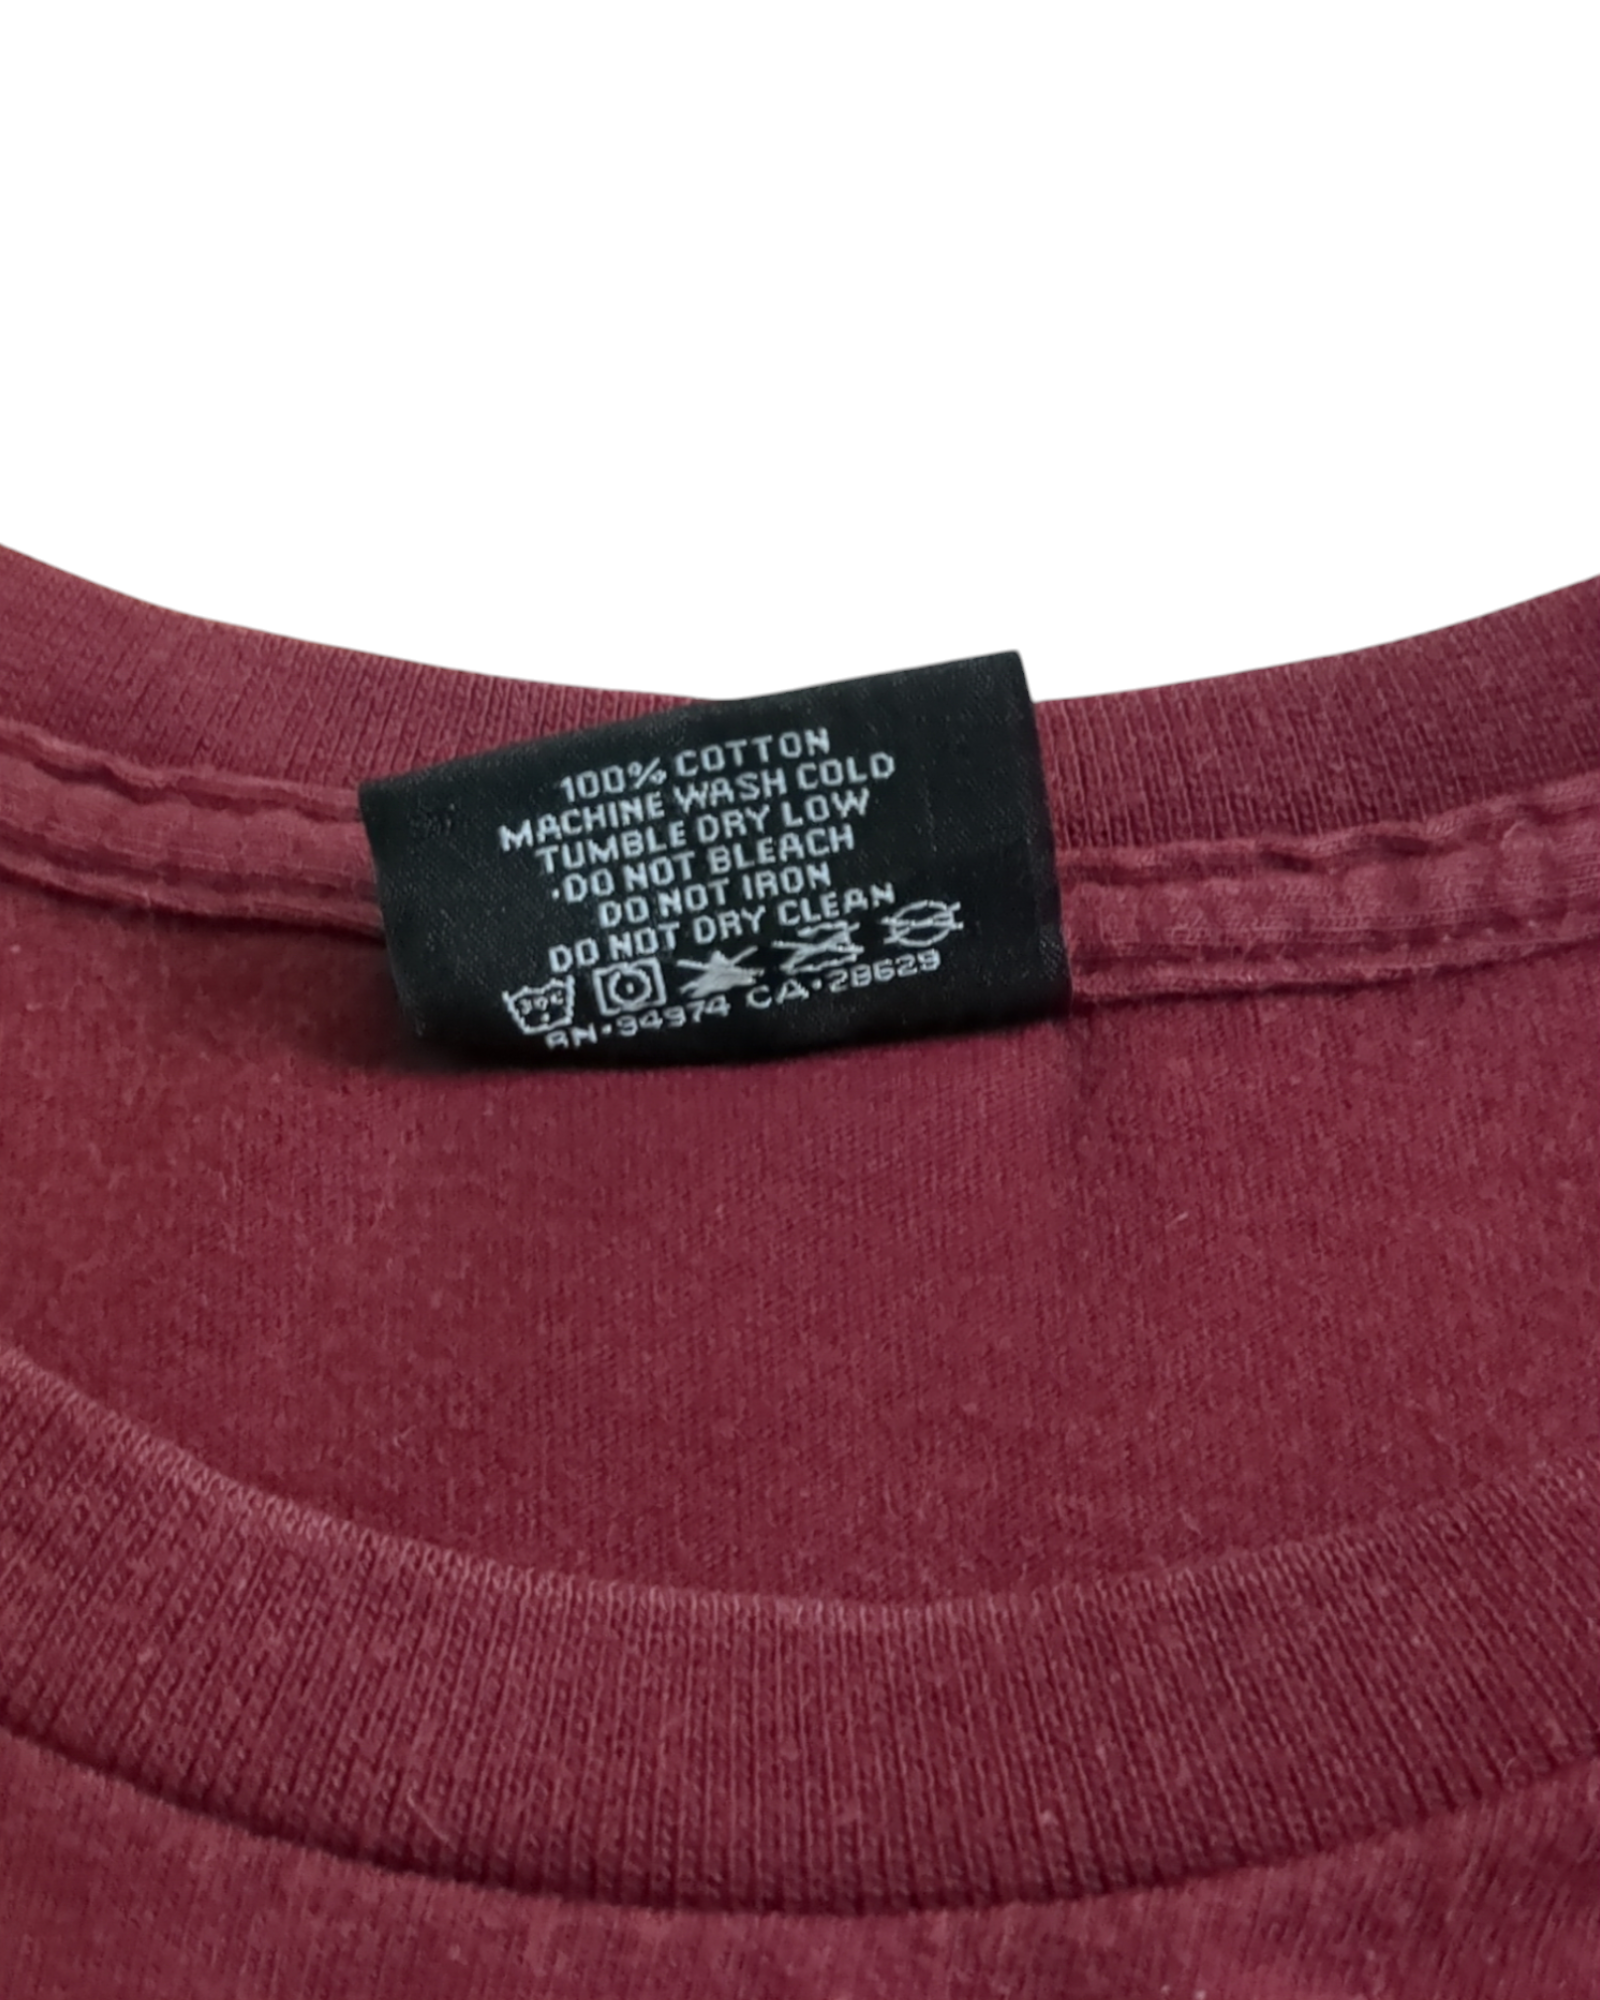 100% COTTON
MACHINE WASH COLD
TUMBLE DRY LOW
·DO NOT BLEACH
DO NOT IRON
DO NOT DRY CLEAN
30C
RN·94974 CA·28629